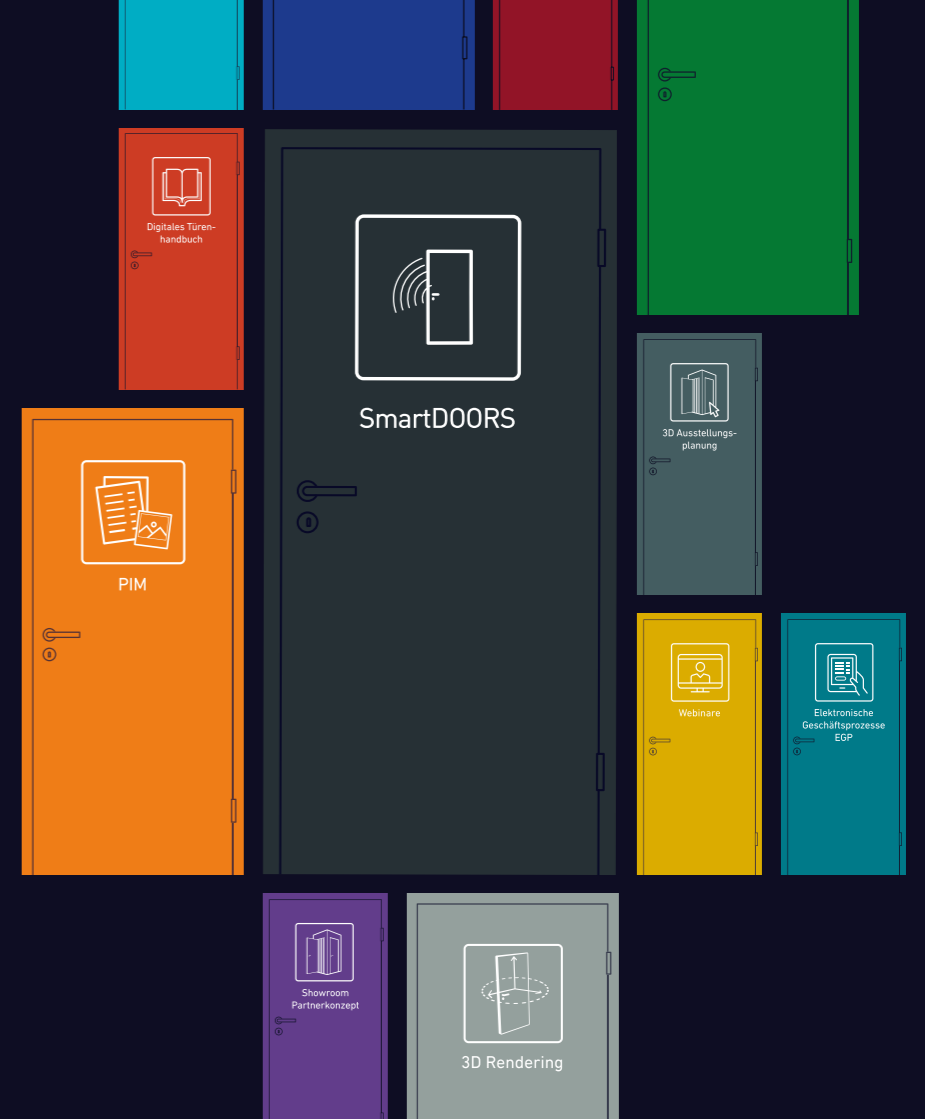 Digitales Türen-
handbuch
SmartDOORS
3D Ausstellungs-
planung
PIM
Webinare
Elektronische
Geschäftsprozesse
EGP
Showroom
Partnerkonzept
3D Rendering